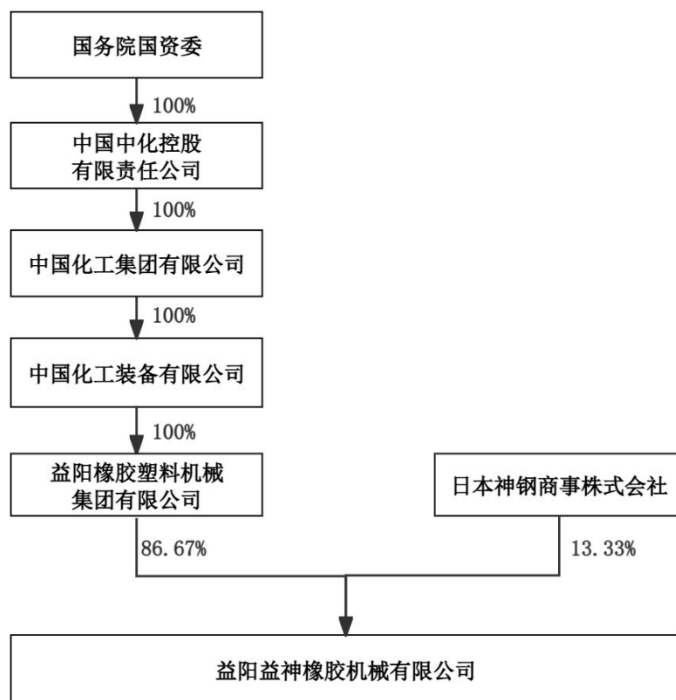 国务院国资委
100%
中国中化控股
有限责任公司
100%
中国化工集团有限公司
100%
中国化工装备有限公司
100%
益阳橡胶塑料机械
集团有限公司
日本神钢商事株式会社
86.67%
13.33%
益阳益神橡胶机械有限公司